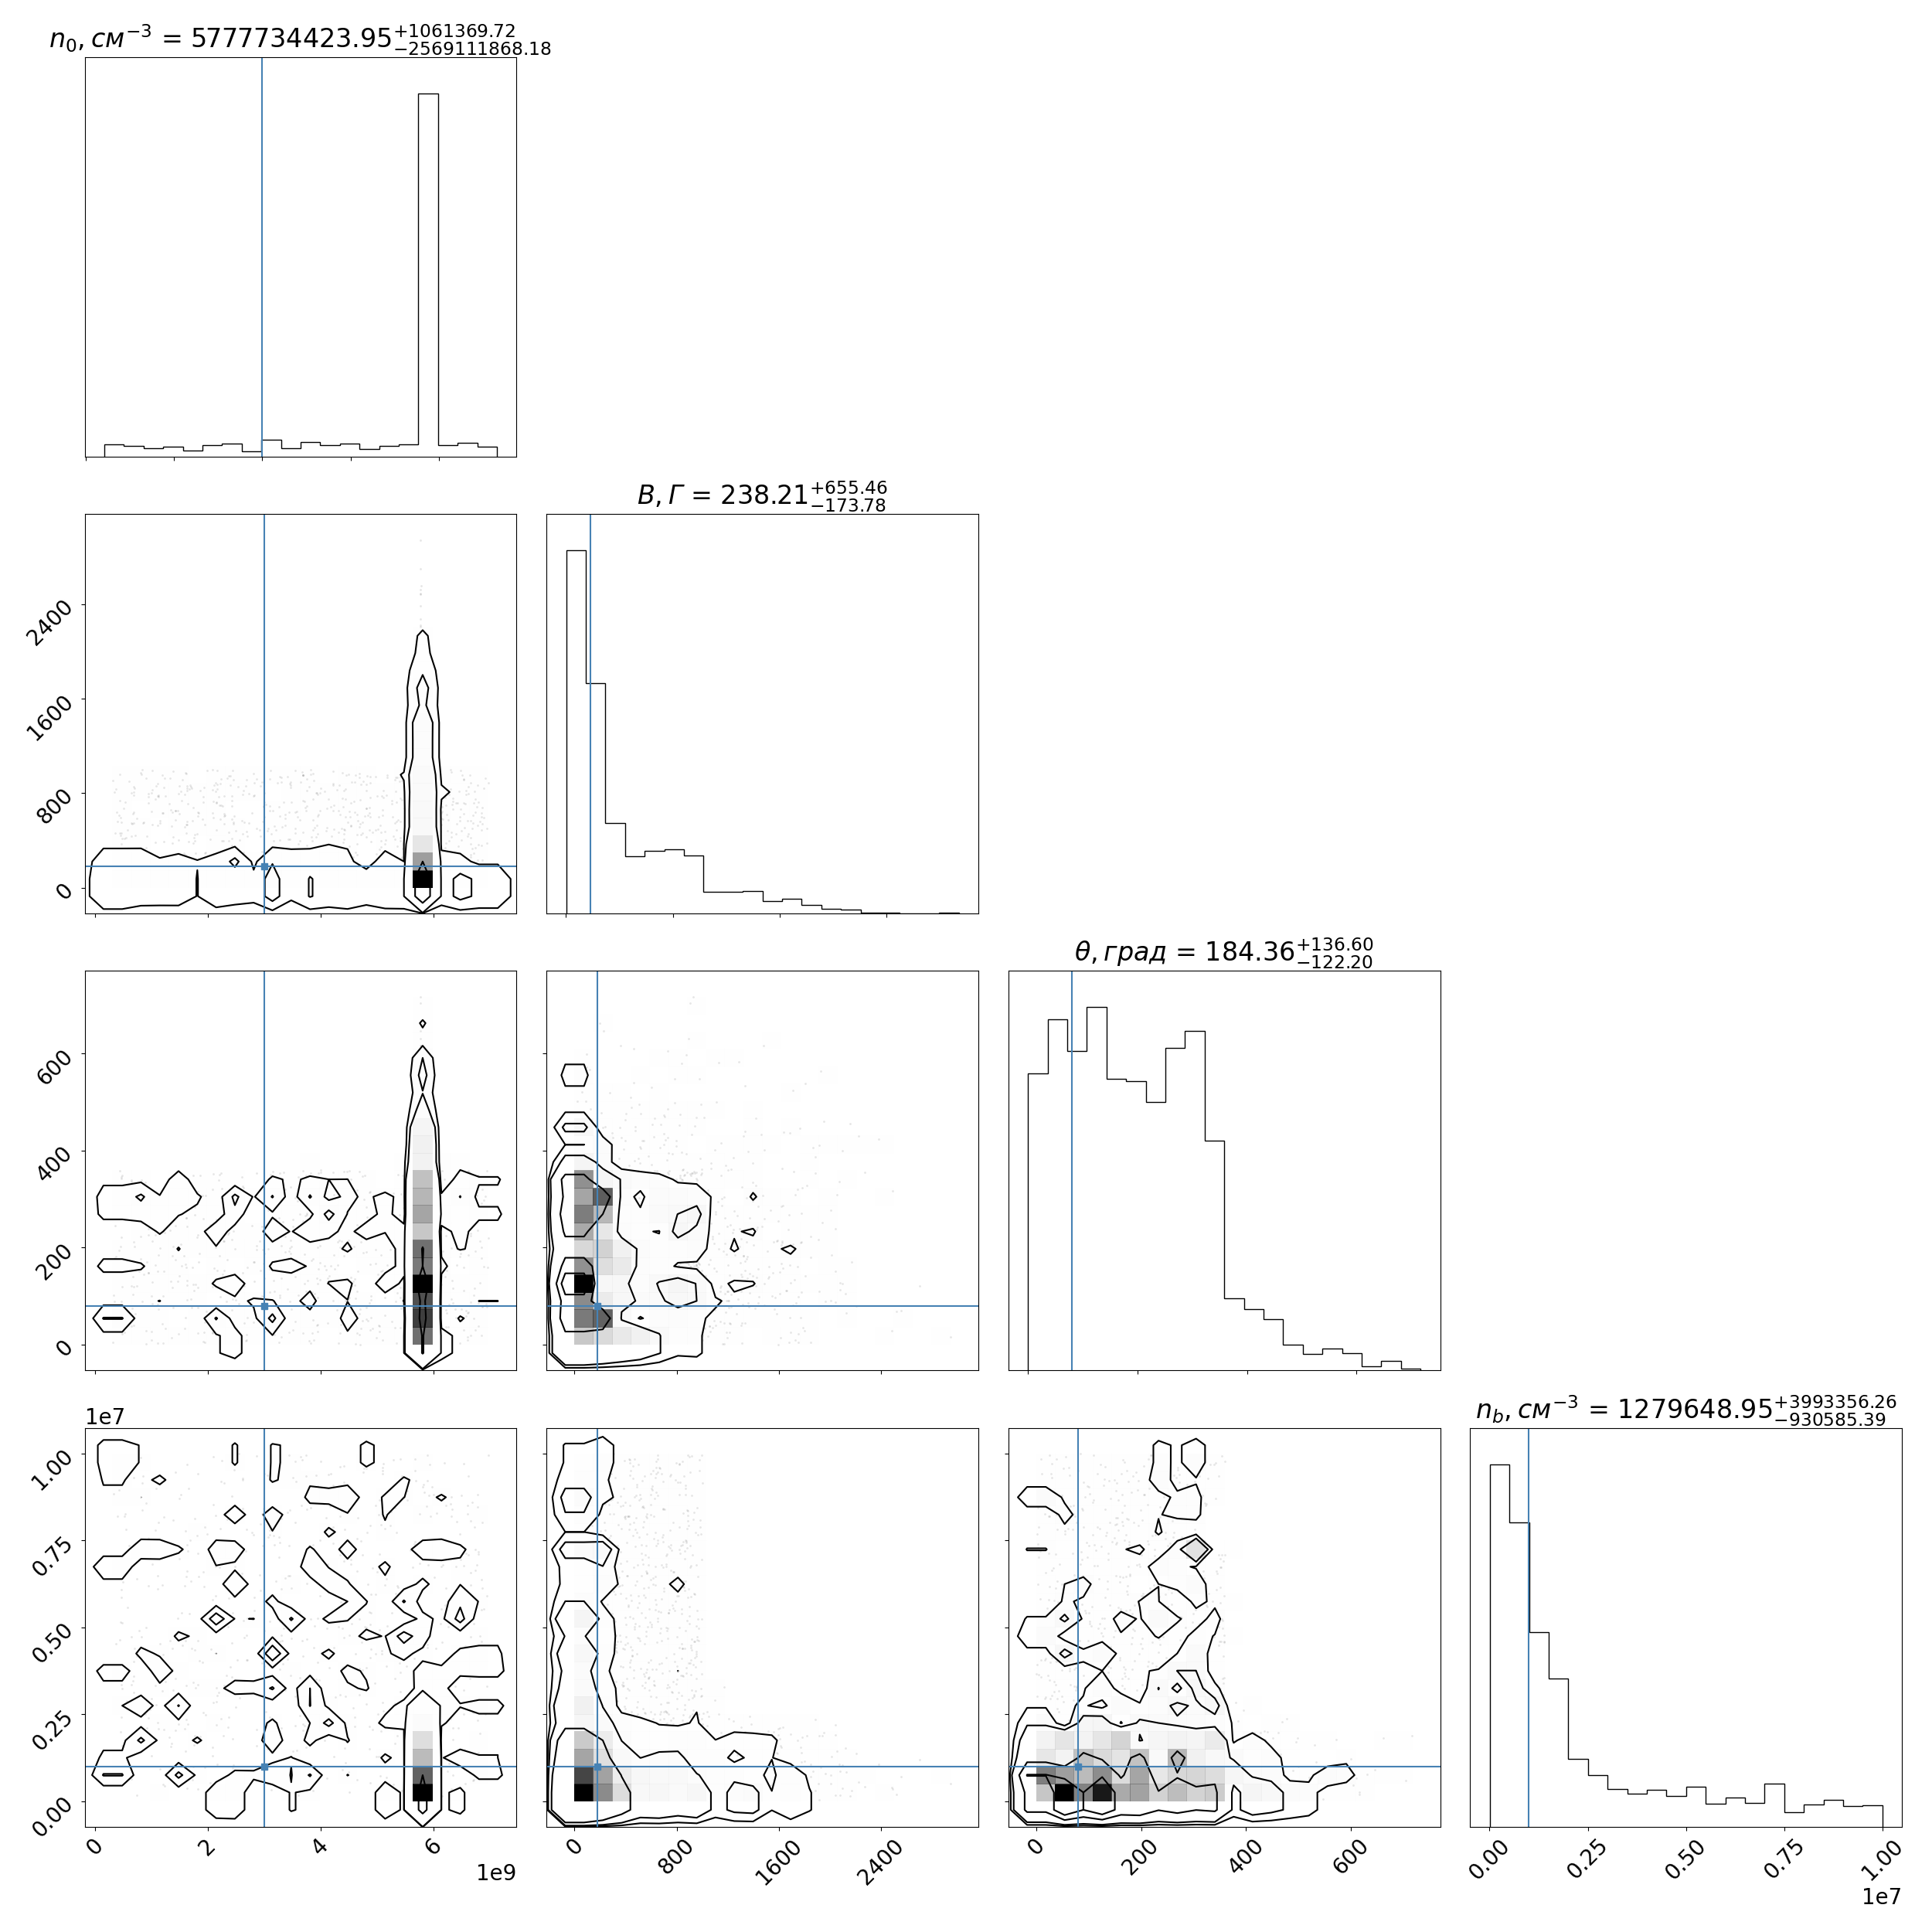 n₀, см⁻³ = 5777734423.95 +1061369.72 −2569111868.18
B, Г = 238.21 +655.46 −173.78
2400
1600
800
0
θ, град = 184.36 +136.60 −122.20
600
400
200
0
n_b, см⁻³ = 1279648.95 +3993356.26 −930585.39
1e7
1.00
0.75
0.50
0.25
0.00
0 2 4 6
1e9
0 800 1600 2400
0 200 400 600
0.00 0.25 0.50 0.75 1.00
1e7